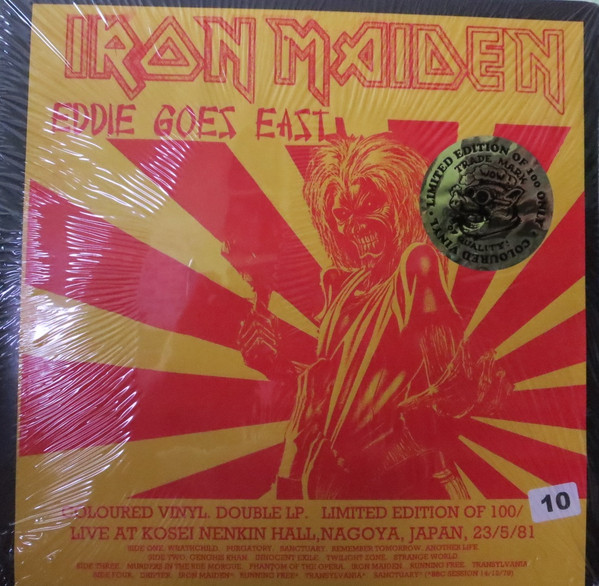 IRON MAIDEN
EDDIE GOES EAST...
LIMITED EDITION OF 100 ONLY · COLOURED VINYL ·
TRADE MARK
WOW
OF QUALITY!
COLOURED VINYL. DOUBLE LP. LIMITED EDITION OF 100/
10
LIVE AT KOSEI NENKIN HALL,NAGOYA, JAPAN, 23/5/81
SIDE ONE. WRATHCHILD. PURGATORY. SANCTUARY. REMEMBER TOMORROW. ANOTHER LIFE.
SIDE TWO. GENGHIS KHAN. INNOCENT EXILE. TWILIGHT ZONE. STRANGE WORLD
SIDE THREE. MURDERS IN THE RUE MORGUE. PHANTOM OF THE OPERA. IRON MAIDEN. RUNNING FREE. TRANSYLVANIA
SIDE FOUR. DRIFTER. IRON MAIDEN* RUNNING FREE* TRANSYLVANIA* SANCTUARY*